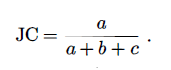 JC = a / (a + b + c) .